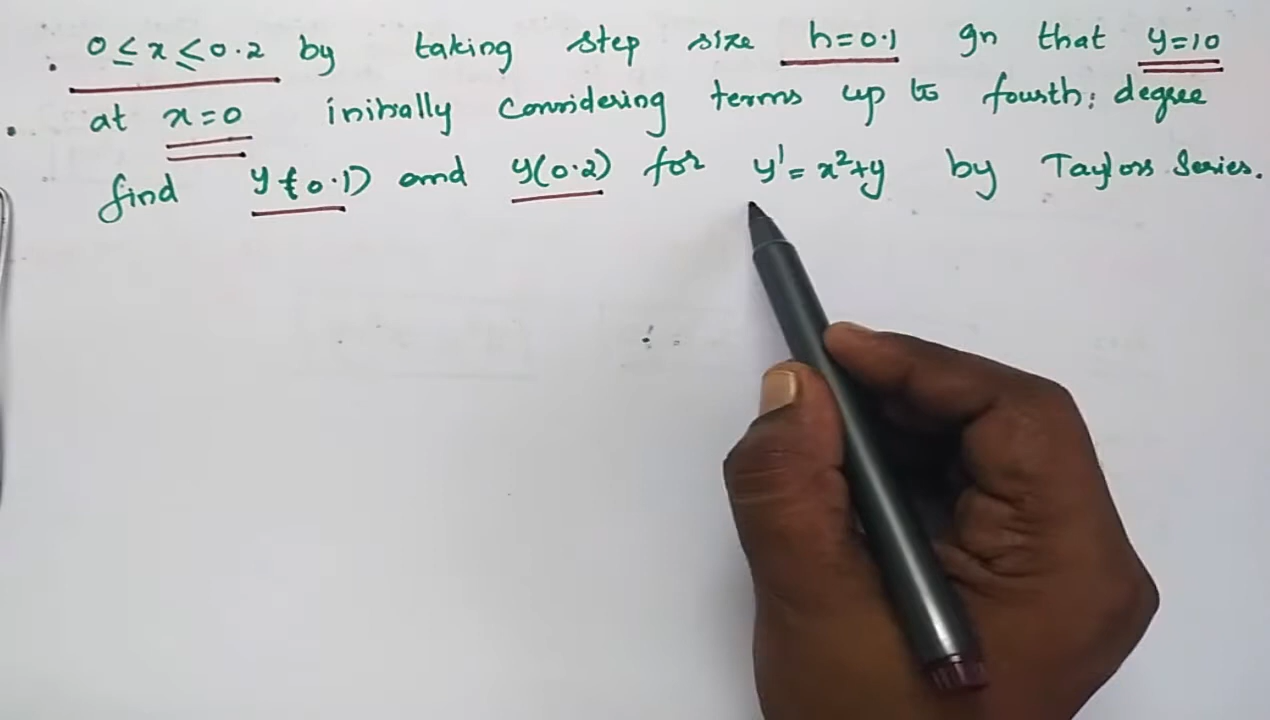 0 ≤ x ≤ 0.2 by taking step size h=0.1 gn that y=10
at x=0 initially considering terms up to fourth degree
find y(0.1) and y(0.2) for y' = x²+y by Taylors Series.